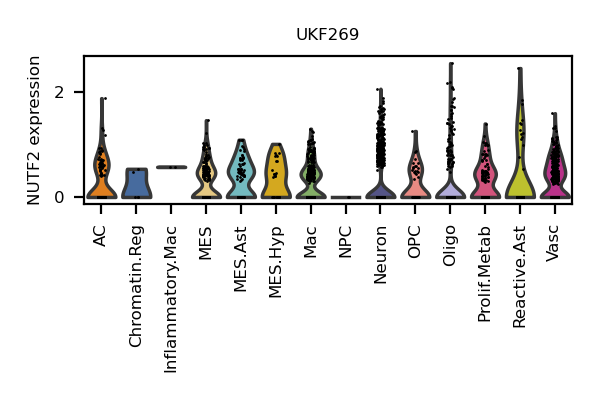 UKF269
NUTF2 expression
2
0
AC
Chromatin.Reg
Inflammatory.Mac
MES
MES.Ast
MES.Hyp
Mac
NPC
Neuron
OPC
Oligo
Prolif.Metab
Reactive.Ast
Vasc